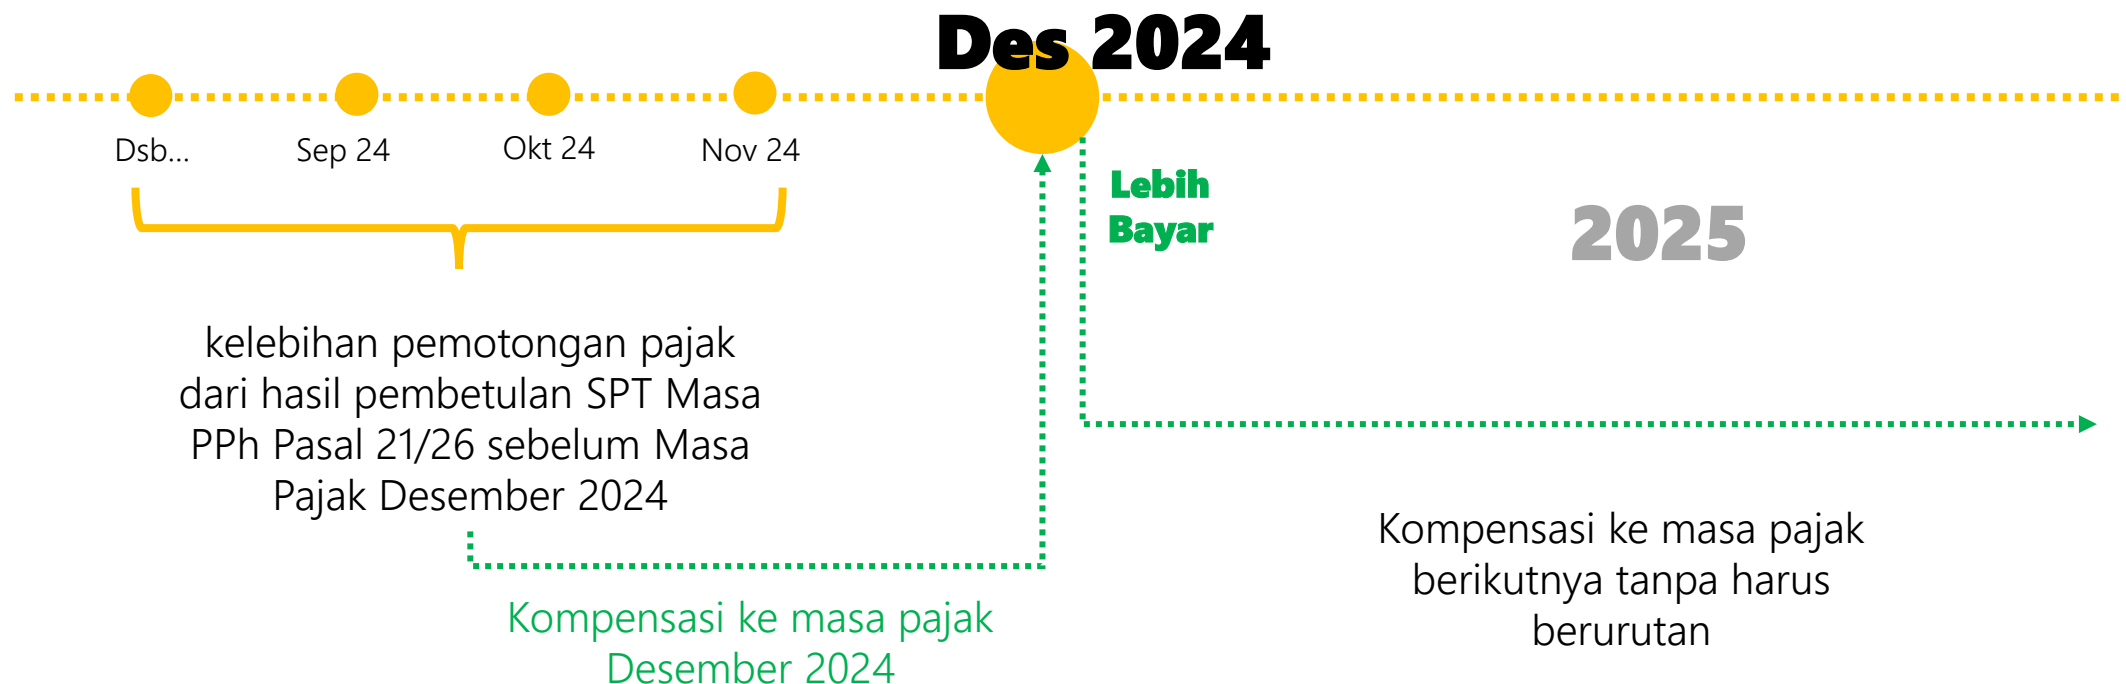 Des 2024
Dsb...
Sep 24
Okt 24
Nov 24
Lebih
Bayar
2025
kelebihan pemotongan pajak
dari hasil pembetulan SPT Masa
PPh Pasal 21/26 sebelum Masa
Pajak Desember 2024
Kompensasi ke masa pajak
Desember 2024
Kompensasi ke masa pajak
berikutnya tanpa harus
berurutan